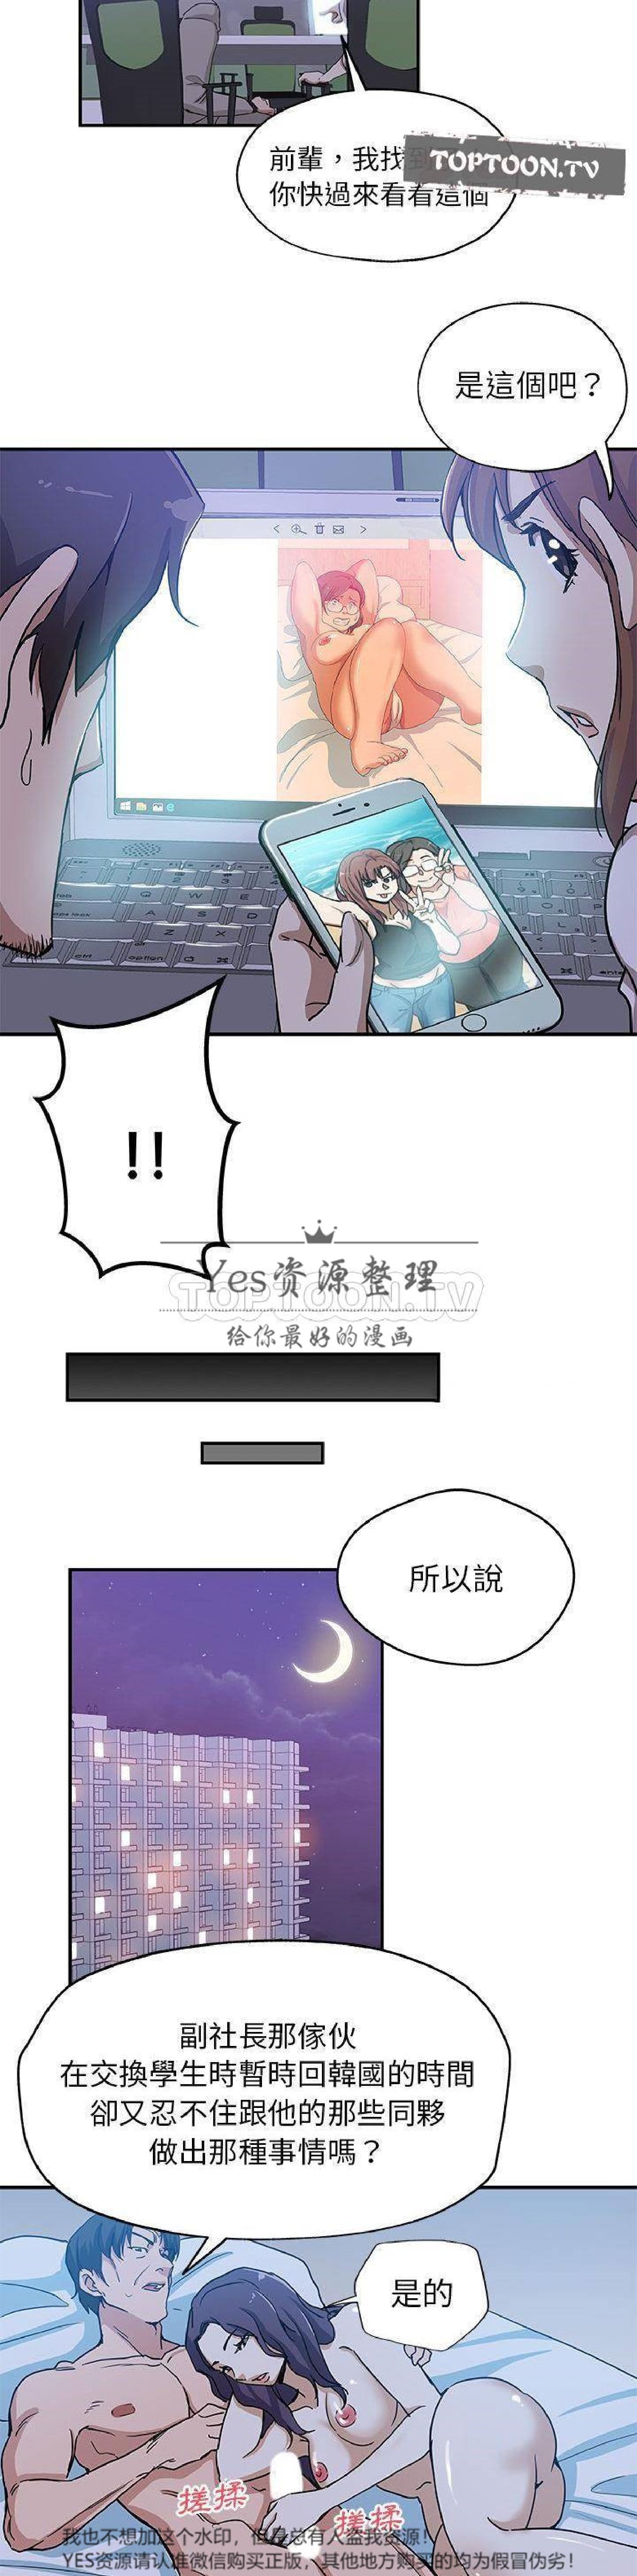 前輩，我找到
TOPTOON.TV
你快過來看看這個
是這個吧？
!!
Yes资源整理
TOPTOON.TV
给你最好的漫画
所以說
副社長那傢伙
在交換學生時暫時回韓國的時間
卻又忍不住跟他的那些同夥
做出那種事情嗎？
是的
搓揉
搓揉
我也不想加这个水印，但是总有人盗我资源！
YES资源请认准微信购买正版，其他地方购买的均为假冒伪劣！